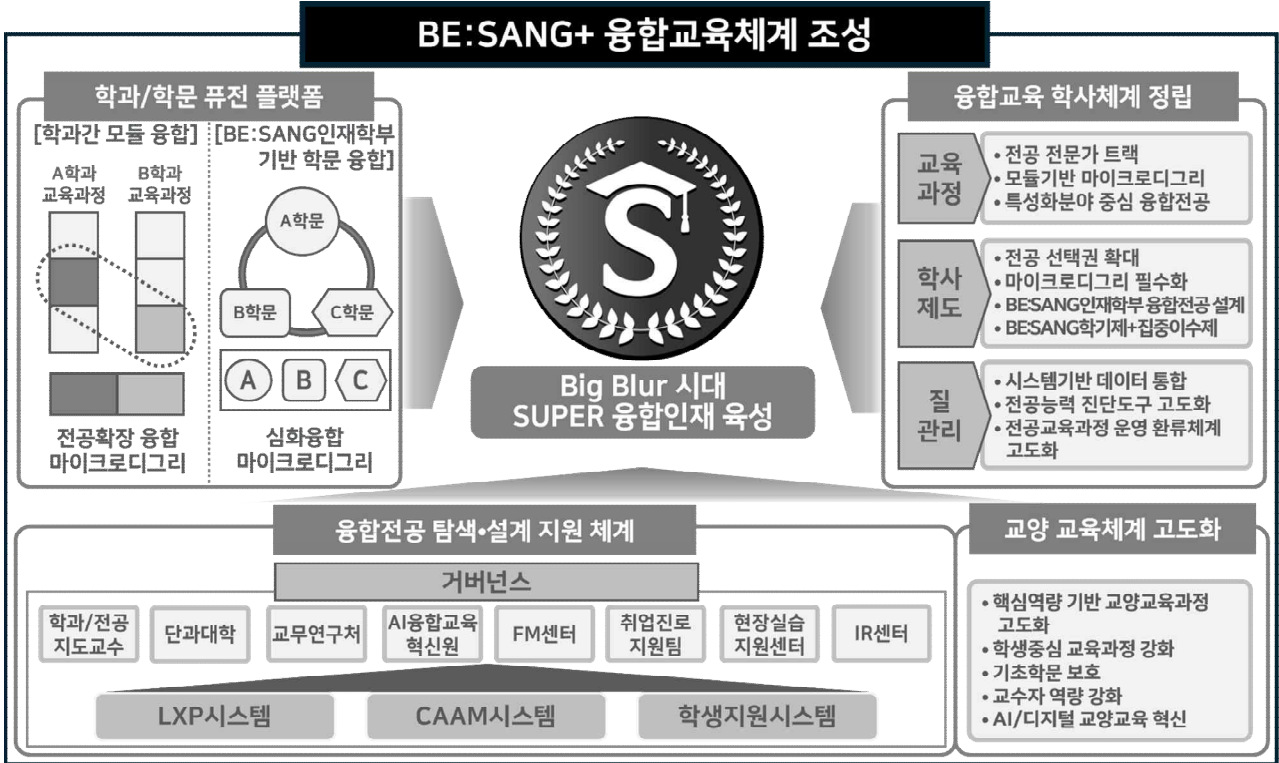 BE:SANG+ 융합교육체계 조성
학과/학문 퓨전 플랫폼
[학과간 모듈 융합]
A학과
교육과정
B학과
교육과정
전공확장 융합
마이크로디그리
[BE:SANG인재학부
기반 학문 융합]
A학문
B학문
C학문
A
B
C
심화융합
마이크로디그리
S
Big Blur 시대
SUPER 융합인재 육성
융합교육 학사체계 정립
교육
과정
• 전공 전문가 트랙
• 모듈기반 마이크로디그리
• 특성화분야 중심 융합전공
학사
제도
• 전공 선택권 확대
• 마이크로디그리 필수화
• BE:SANG인재학부 융합전공 설계
• BE:SANG학기제+집중이수제
질
관리
• 시스템기반 데이터 통합
• 전공능력 진단도구 고도화
• 전공교육과정 운영 환류체계
고도화
융합전공 탐색•설계 지원 체계
거버넌스
학과/전공
지도교수
단과대학
교무연구처
AI융합교육
혁신원
FM센터
취업진로
지원팀
현장실습
지원센터
IR센터
LXP시스템
CAAM시스템
학생지원시스템
교양 교육체계 고도화
• 핵심역량 기반 교양교육과정
고도화
• 학생중심 교육과정 강화
• 기초학문 보호
• 교수자 역량 강화
• AI/디지털 교양교육 혁신